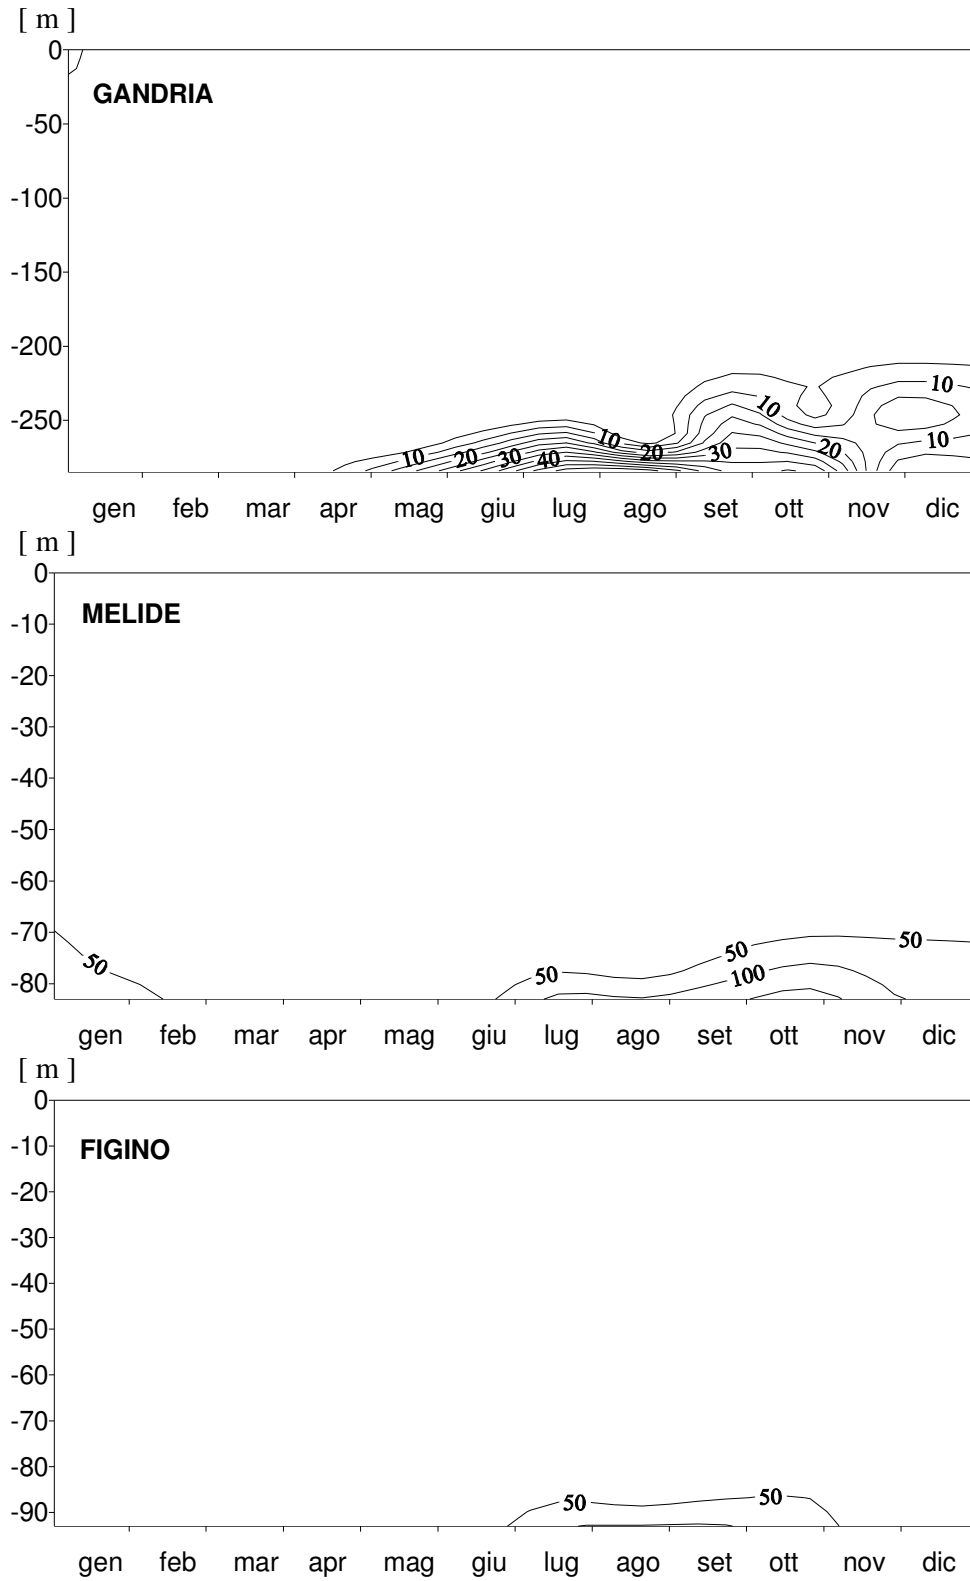 [ m ]
0
GANDRIA
-50
-100
-150
-200
-250
10 20 30 40 10 20 30 10 20 10 10
gen feb mar apr mag giu lug ago set ott nov dic
[ m ]
0
MELIDE
-10
-20
-30
-40
-50
-60
-70
-80
50 50 50 100 50
gen feb mar apr mag giu lug ago set ott nov dic
[ m ]
0
FIGINO
-10
-20
-30
-40
-50
-60
-70
-80
-90
50 50
gen feb mar apr mag giu lug ago set ott nov dic